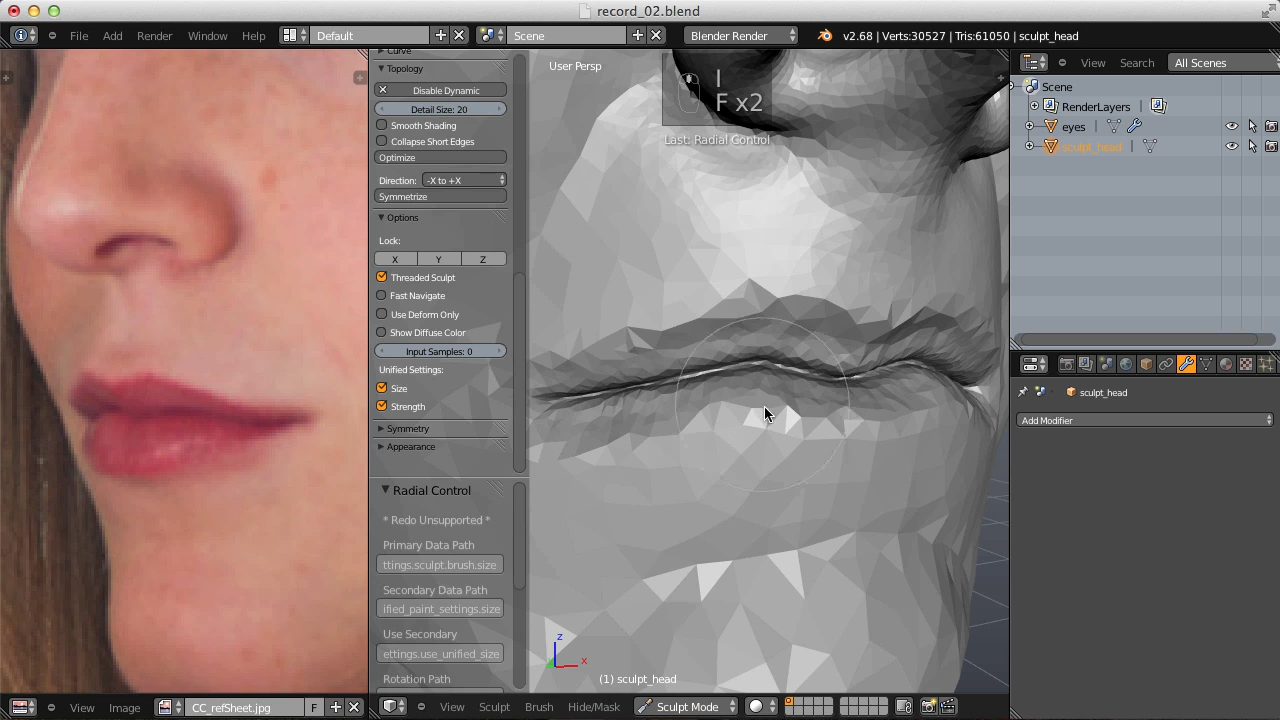 record_02.blend
File Add Render Window Help Default Scene Blender Render v2.68 | Verts:30527 | Tris:61050 | sculpt_head
Curve
Topology
Disable Dynamic
Detail Size: 20
Smooth Shading
Collapse Short Edges
Optimize
Direction: -X to +X
Symmetrize
Options
Lock:
X Y Z
Threaded Sculpt
Fast Navigate
Use Deform Only
Show Diffuse Color
Input Samples: 0
Unified Settings:
Size
Strength
Symmetry
Appearance
Radial Control
* Redo Unsupported *
Primary Data Path
ttings.sculpt.brush.size
Secondary Data Path
ified_paint_settings.size
Use Secondary
ettings.use_unified_size
Rotation Path
User Persp
I
F x2
Last: Radial Control
z
x
(1) sculpt_head
View Search All Scenes
Scene
RenderLayers
eyes
sculpt_head
sculpt_head
Add Modifier
View Image CC_refSheet.jpg F
View Sculpt Brush Hide/Mask Sculpt Mode